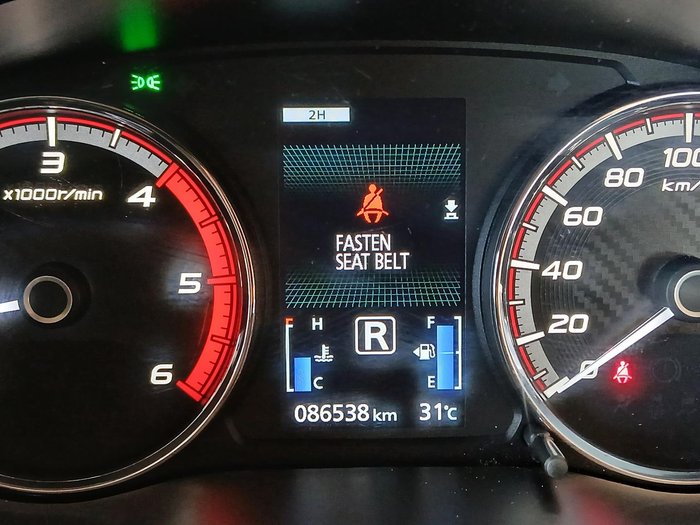 2H
3
x1000r/min
4
5
6
FASTEN
SEAT BELT
H
C
R
F
E
086538 km
31°C
100
km/
80
60
40
20
0